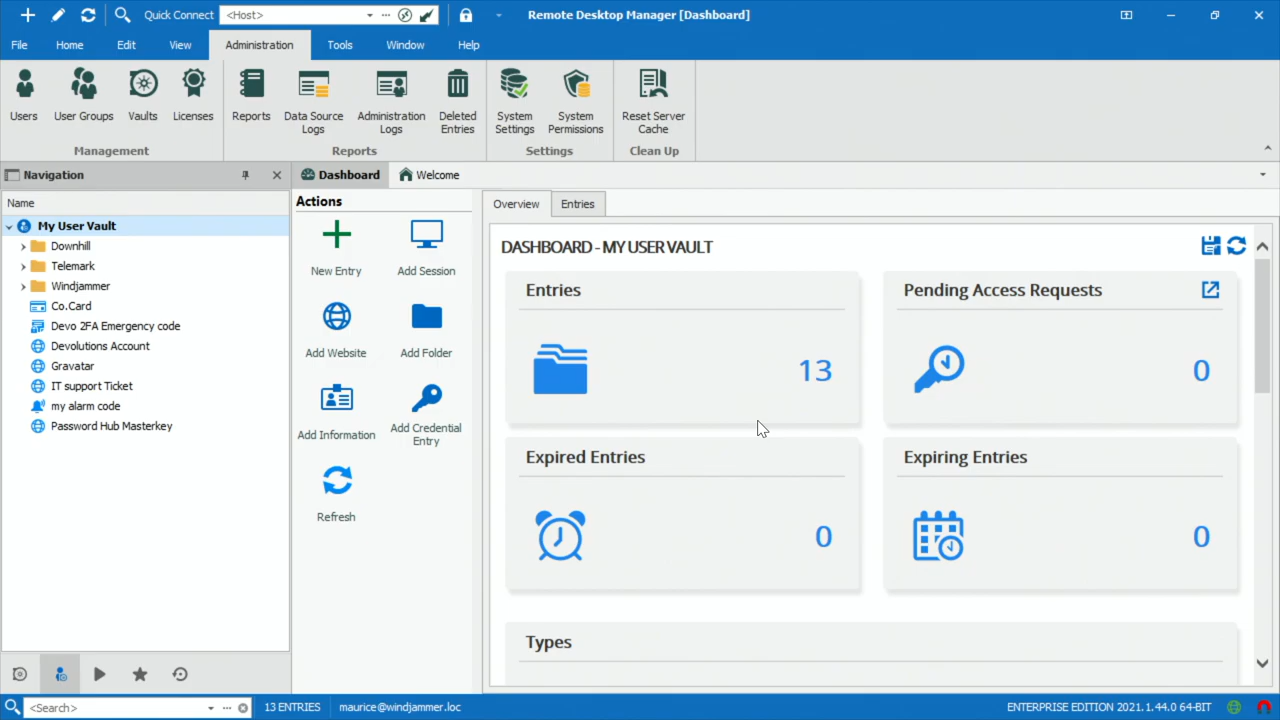 Quick Connect <Host> Remote Desktop Manager [Dashboard]
File Home Edit View Administration Tools Window Help
Users User Groups Vaults Licenses Reports Data Source Logs Administration Logs Deleted Entries System Settings System Permissions Reset Server Cache
Management Reports Settings Clean Up
Navigation
Name
My User Vault
Downhill
Telemark
Windjammer
Co.Card
Devo 2FA Emergency code
Devolutions Account
Gravatar
IT support Ticket
my alarm code
Password Hub Masterkey
Dashboard Welcome
Actions
New Entry Add Session
Add Website Add Folder
Add Information Add Credential Entry
Refresh
Overview Entries
DASHBOARD - MY USER VAULT
Entries
13
Pending Access Requests
0
Expired Entries
0
Expiring Entries
0
Types
<Search> 13 ENTRIES maurice@windjammer.loc ENTERPRISE EDITION 2021.1.44.0 64-BIT